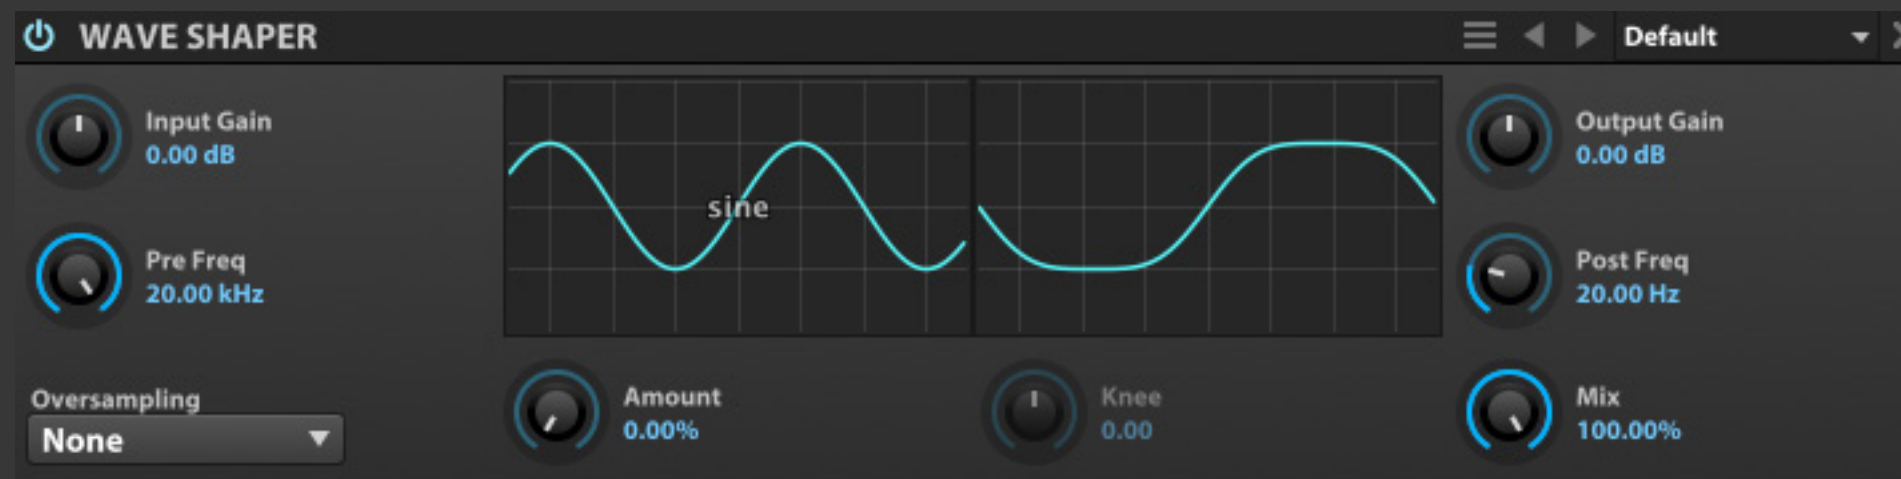 WAVE SHAPER
Default
Input Gain
0.00 dB
Pre Freq
20.00 kHz
Oversampling
None
sine
Amount
0.00%
Knee
0.00
Output Gain
0.00 dB
Post Freq
20.00 Hz
Mix
100.00%